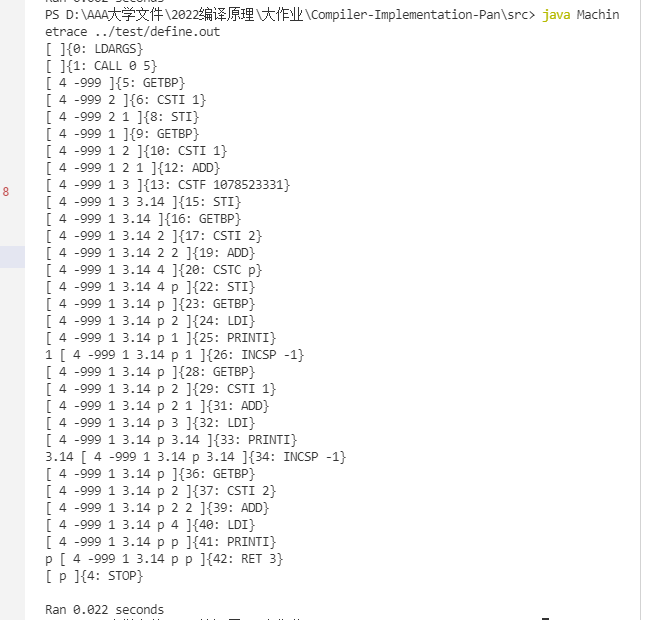 PS D:\AAA大学文件\2022编译原理\大作业\Compiler-Implementation-Pan\src> java Machin
etrace ../test/define.out
[ ]{0: LDARGS}
[ ]{1: CALL 0 5}
[ 4 -999 ]{5: GETBP}
[ 4 -999 2 ]{6: CSTI 1}
[ 4 -999 2 1 ]{8: STI}
[ 4 -999 1 ]{9: GETBP}
[ 4 -999 1 2 ]{10: CSTI 1}
[ 4 -999 1 2 1 ]{12: ADD}
[ 4 -999 1 3 ]{13: CSTF 1078523331}
8
[ 4 -999 1 3 3.14 ]{15: STI}
[ 4 -999 1 3.14 ]{16: GETBP}
[ 4 -999 1 3.14 2 ]{17: CSTI 2}
[ 4 -999 1 3.14 2 2 ]{19: ADD}
[ 4 -999 1 3.14 4 ]{20: CSTC p}
[ 4 -999 1 3.14 4 p ]{22: STI}
[ 4 -999 1 3.14 p ]{23: GETBP}
[ 4 -999 1 3.14 p 2 ]{24: LDI}
[ 4 -999 1 3.14 p 1 ]{25: PRINTI}
1 [ 4 -999 1 3.14 p 1 ]{26: INCSP -1}
[ 4 -999 1 3.14 p ]{28: GETBP}
[ 4 -999 1 3.14 p 2 ]{29: CSTI 1}
[ 4 -999 1 3.14 p 2 1 ]{31: ADD}
[ 4 -999 1 3.14 p 3 ]{32: LDI}
[ 4 -999 1 3.14 p 3.14 ]{33: PRINTI}
3.14 [ 4 -999 1 3.14 p 3.14 ]{34: INCSP -1}
[ 4 -999 1 3.14 p ]{36: GETBP}
[ 4 -999 1 3.14 p 2 ]{37: CSTI 2}
[ 4 -999 1 3.14 p 2 2 ]{39: ADD}
[ 4 -999 1 3.14 p 4 ]{40: LDI}
[ 4 -999 1 3.14 p p ]{41: PRINTI}
p [ 4 -999 1 3.14 p p ]{42: RET 3}
[ p ]{4: STOP}
Ran 0.022 seconds